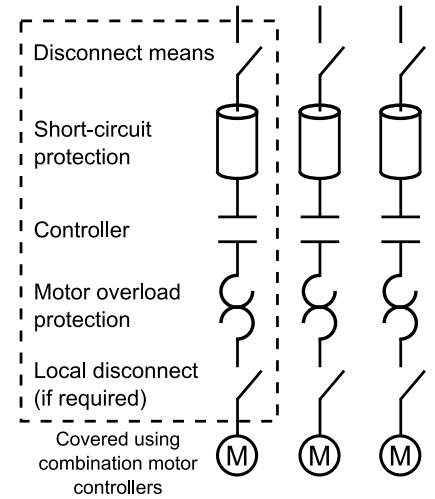 Disconnect means
Short-circuit
protection
Controller
Motor overload
protection
Local disconnect
(if required)
Covered using
combination motor
controllers
M M M